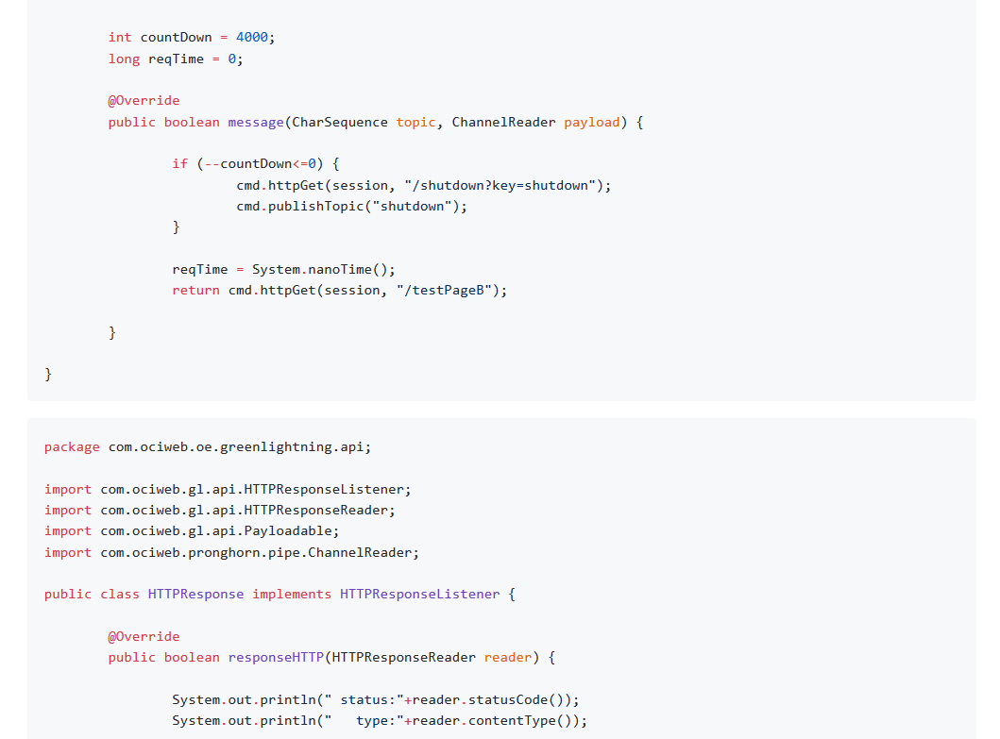 int countDown = 4000;
long reqTime = 0;
@Override
public boolean message(CharSequence topic, ChannelReader payload) {
if (--countDown<=0) {
cmd.httpGet(session, "/shutdown?key=shutdown");
cmd.publishTopic("shutdown");
}
reqTime = System.nanoTime();
return cmd.httpGet(session, "/testPageB");
}
}
package com.ociweb.oe.greenlightning.api;
import com.ociweb.gl.api.HTTPResponseListener;
import com.ociweb.gl.api.HTTPResponseReader;
import com.ociweb.gl.api.Payloadable;
import com.ociweb.pronghorn.pipe.ChannelReader;
public class HTTPResponse implements HTTPResponseListener {
@Override
public boolean responseHTTP(HTTPResponseReader reader) {
System.out.println(" status:"+reader.statusCode());
System.out.println("   type:"+reader.contentType());